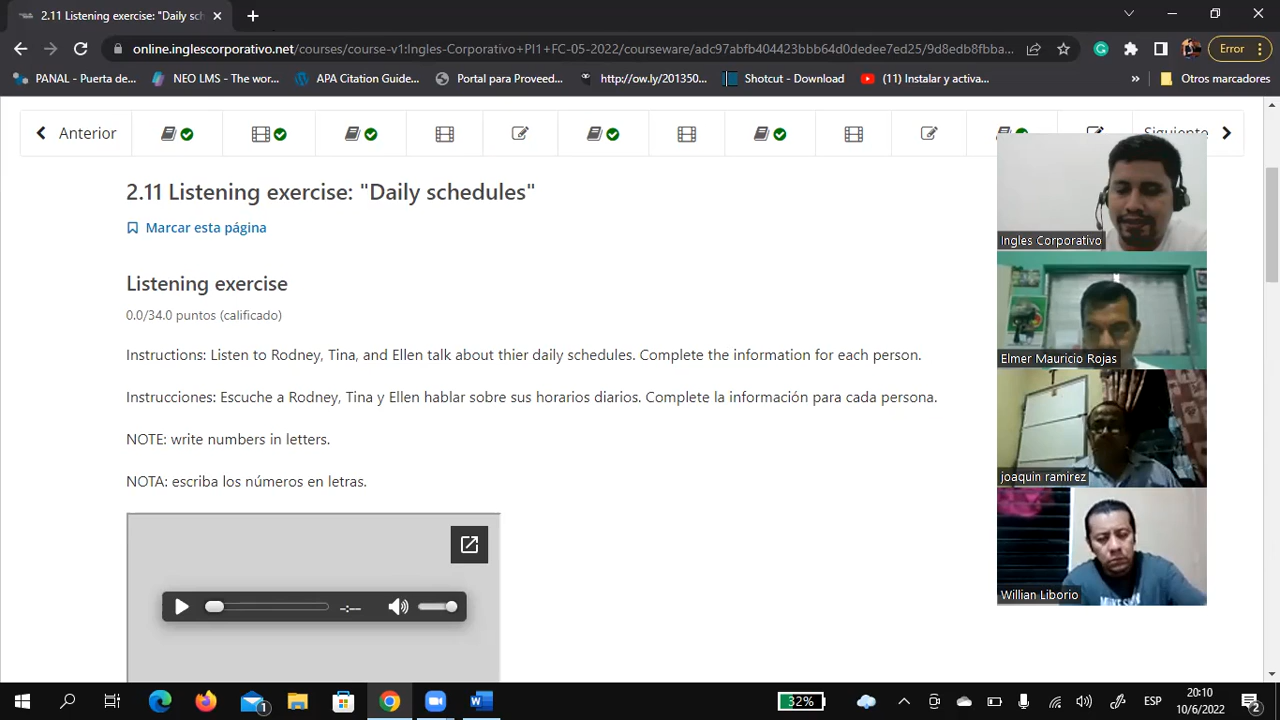 2.11 Listening exercise: "Daily sch
online.inglescorporativo.net/courses/course-v1:Ingles-Corporativo+PI1+FC-05-2022/courseware/adc97abfb404423bbb64d0dedee7ed25/9d8edb8fbba...
Error
PANAL - Puerta de... NEO LMS - The wor... APA Citation Guide... Portal para Proveed... http://ow.ly/201350... Shotcut - Download (11) Instalar y activa... » Otros marcadores
Anterior Siguiente
2.11 Listening exercise: "Daily schedules"
Marcar esta página
Listening exercise
0.0/34.0 puntos (calificado)
Instructions: Listen to Rodney, Tina, and Ellen talk about thier daily schedules. Complete the information for each person.
Instrucciones: Escuche a Rodney, Tina y Ellen hablar sobre sus horarios diarios. Complete la información para cada persona.
NOTE: write numbers in letters.
NOTA: escriba los números en letras.
-:--
Ingles Corporativo
Elmer Mauricio Rojas
joaquin ramirez
Willian Liborio
1
32%
ESP
20:10
10/6/2022
2